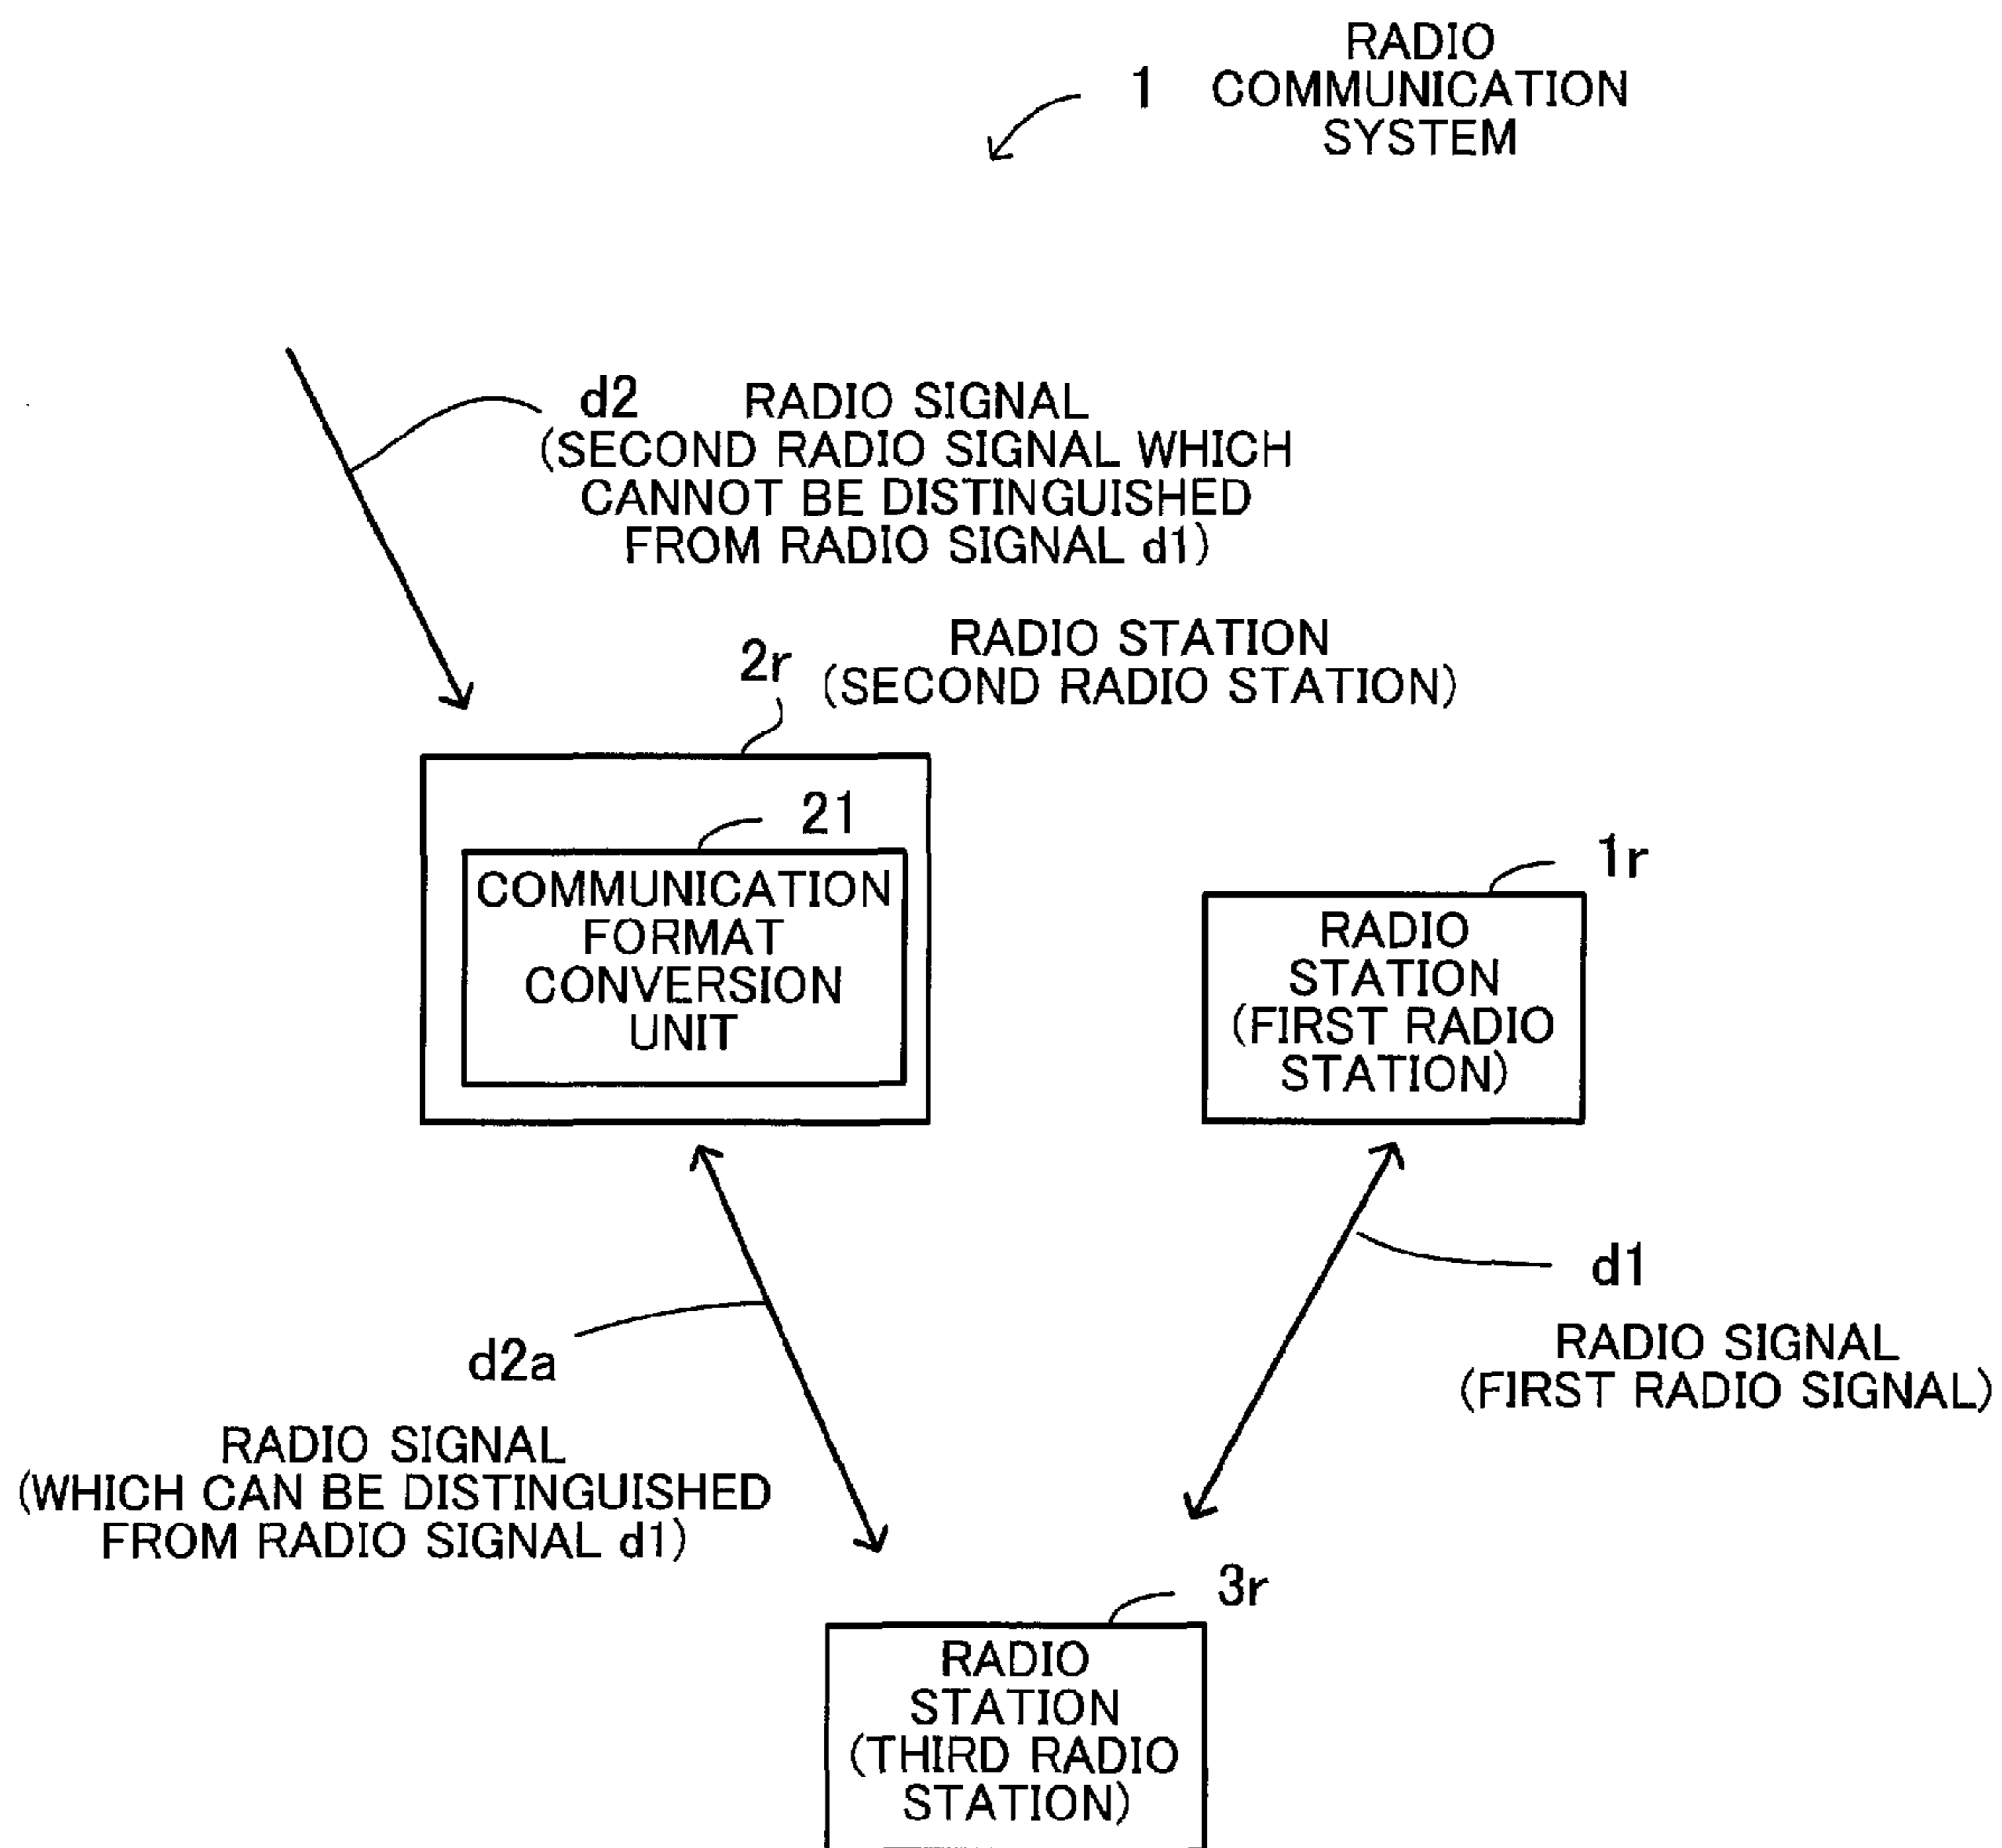 RADIO
1 COMMUNICATION
SYSTEM
d2 RADIO SIGNAL
(SECOND RADIO SIGNAL WHICH
CANNOT BE DISTINGUISHED
FROM RADIO SIGNAL d1)
2r RADIO STATION
(SECOND RADIO STATION)
21
COMMUNICATION
FORMAT
CONVERSION
UNIT
1r
RADIO
STATION
(FIRST RADIO
STATION)
d1
RADIO SIGNAL
(FIRST RADIO SIGNAL)
d2a
RADIO SIGNAL
(WHICH CAN BE DISTINGUISHED
FROM RADIO SIGNAL d1)
3r
RADIO
STATION
(THIRD RADIO
STATION)